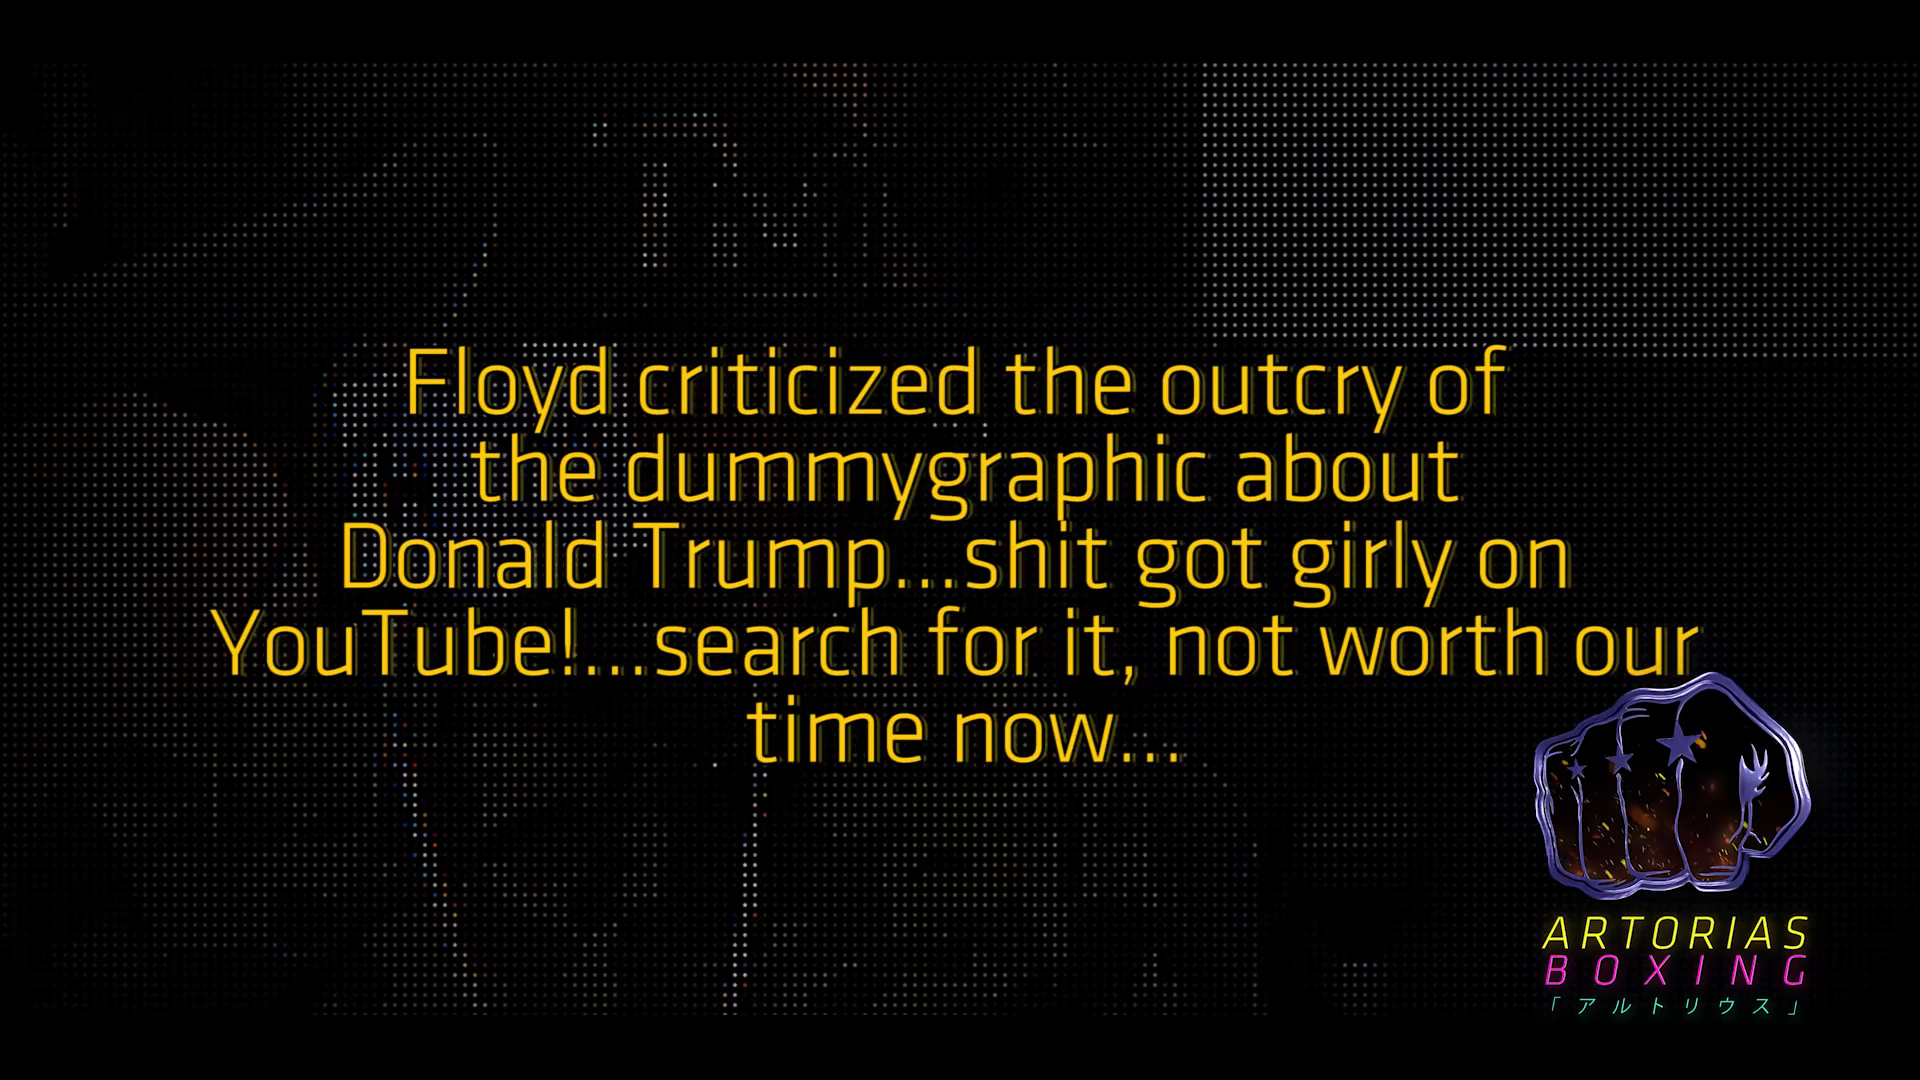 Floyd criticized the outcry of
the dummygraphic about
Donald Trump...shit got girly on
YouTube!...search for it, not worth our
time now...
ARTORIAS
BOXING
「アルトリウス」